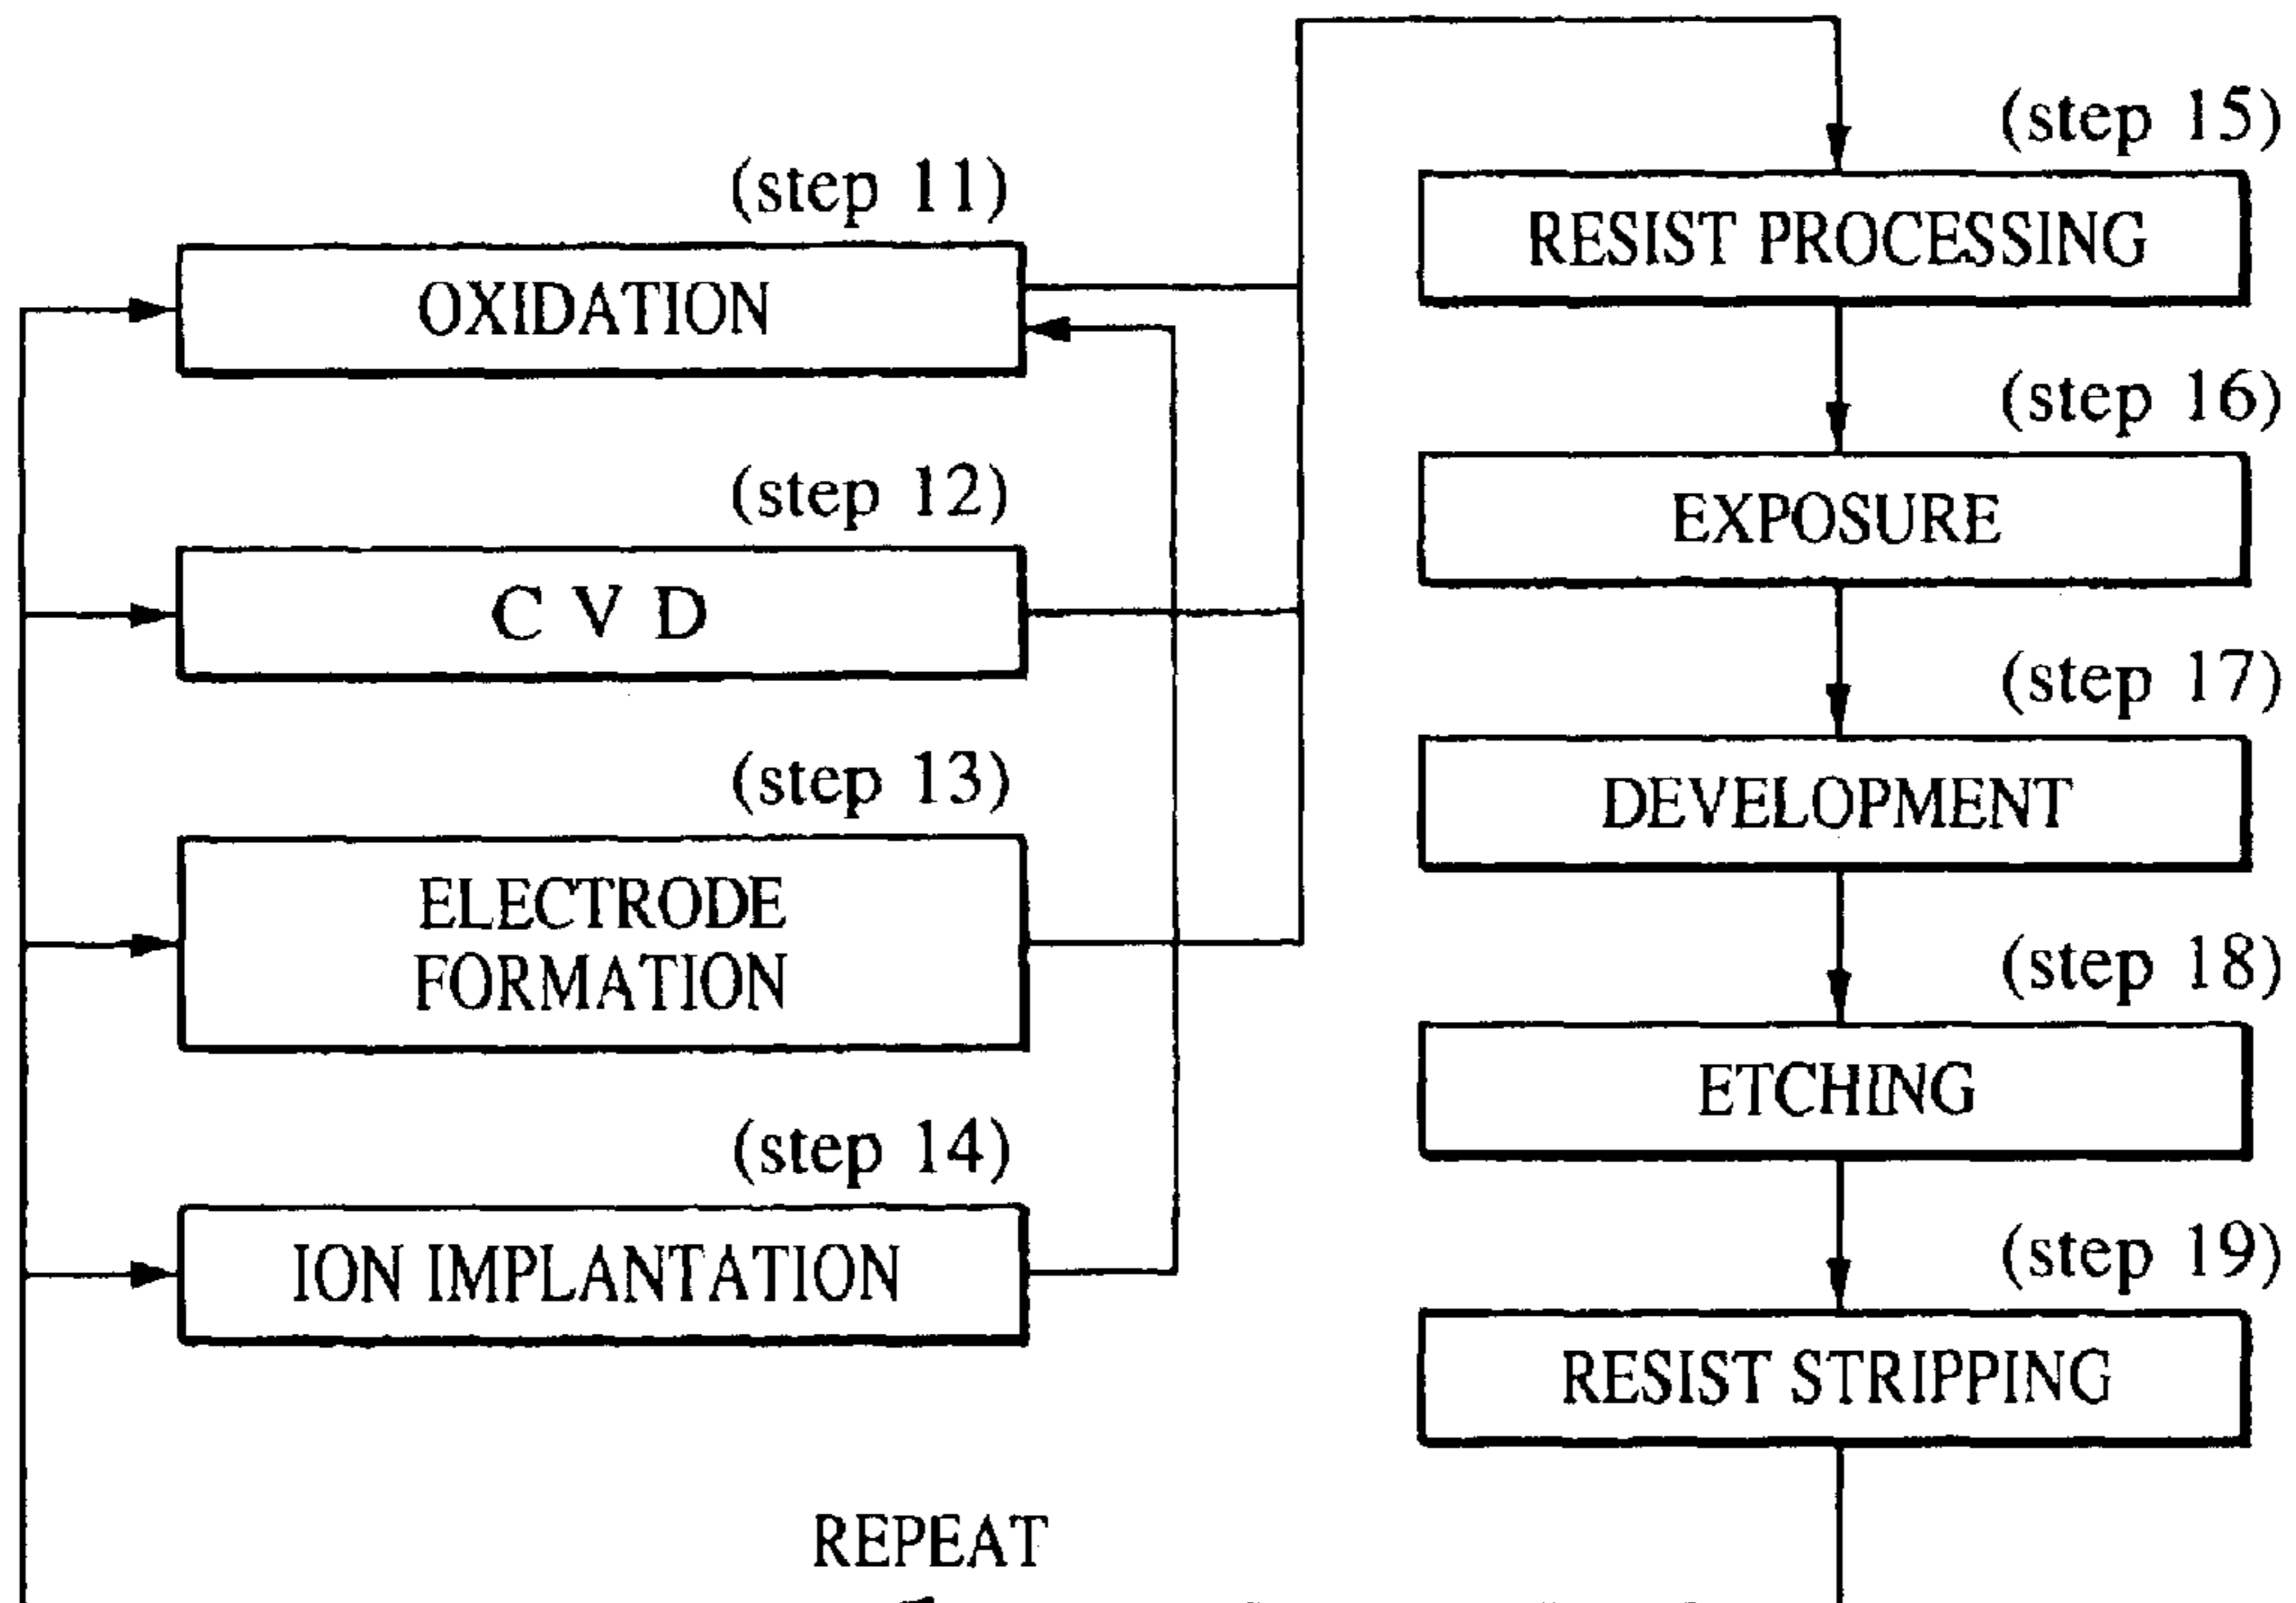 (step 11)
OXIDATION
(step 12)
C V D
(step 13)
ELECTRODE
FORMATION
(step 14)
ION IMPLANTATION
(step 15)
RESIST PROCESSING
(step 16)
EXPOSURE
(step 17)
DEVELOPMENT
(step 18)
ETCHING
(step 19)
RESIST STRIPPING
REPEAT